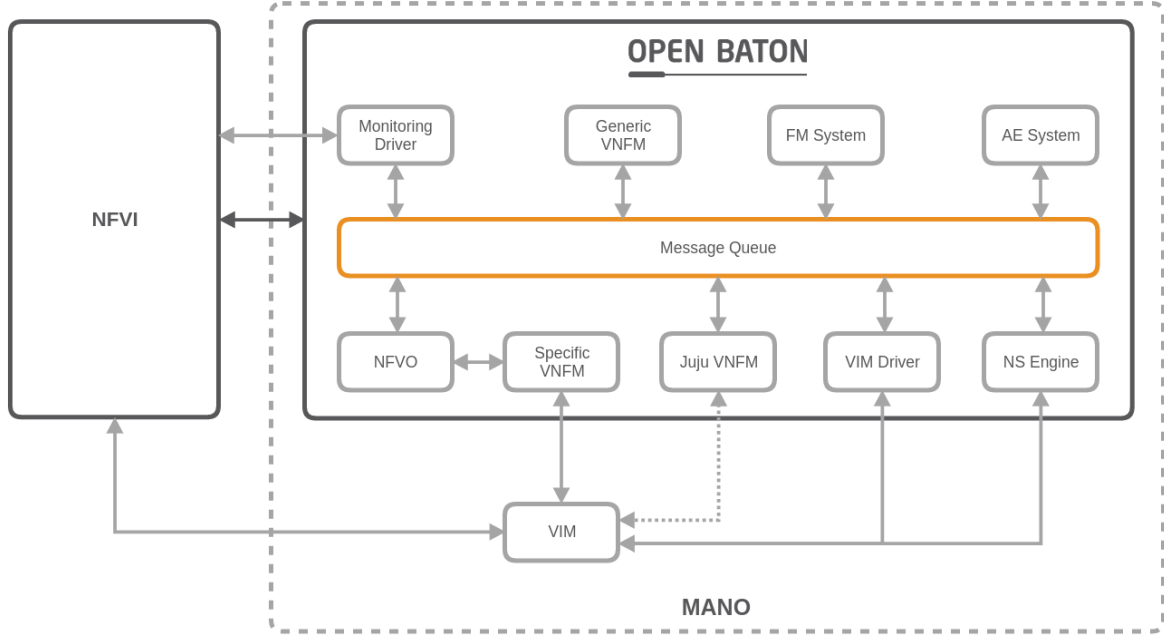 OPEN BATON
Monitoring
Driver
Generic
VNFM
FM System
AE System
NFVI
Message Queue
NFVO
Specific
VNFM
Juju VNFM
VIM Driver
NS Engine
VIM
MANO